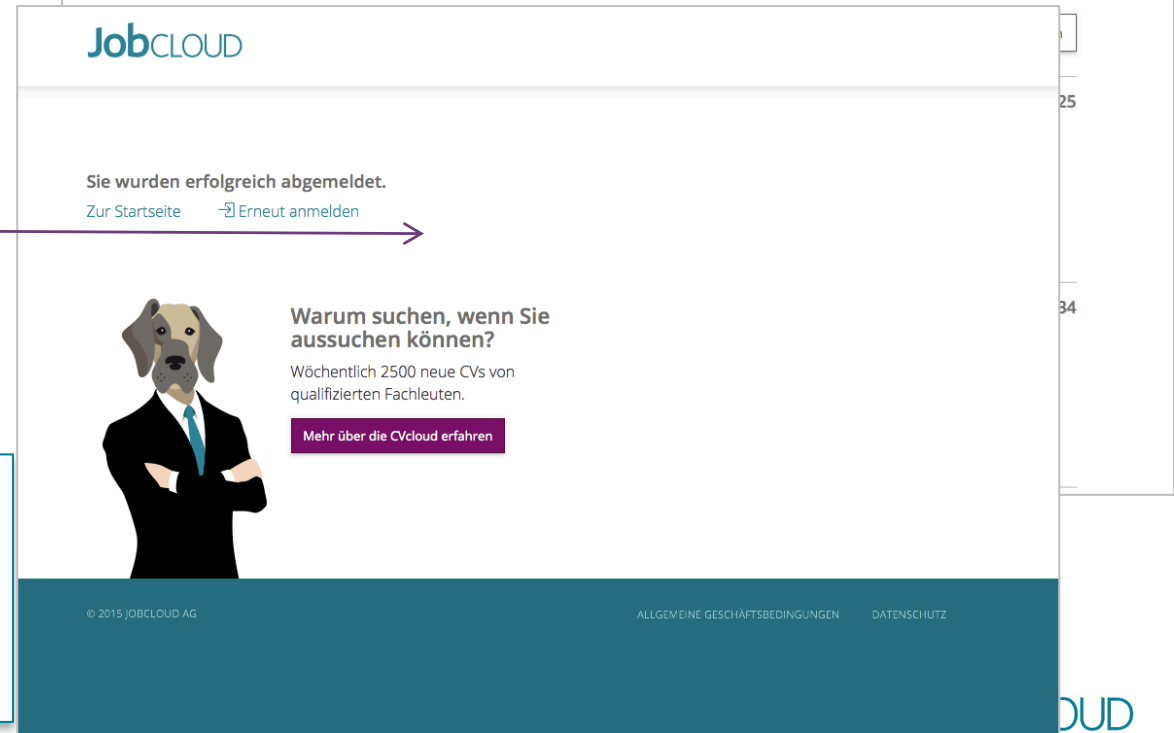 JobCLOUD
25
Sie wurden erfolgreich abgemeldet.
Zur Startseite Erneut anmelden
34
Warum suchen, wenn Sie
aussuchen können?
Wöchentlich 2500 neue CVs von
qualifizierten Fachleuten.
Mehr über die CVcloud erfahren
© 2015 JOBCLOUD AG
ALLGEMEINE GESCHÄFTSBEDINGUNGEN DATENSCHUTZ
OUD